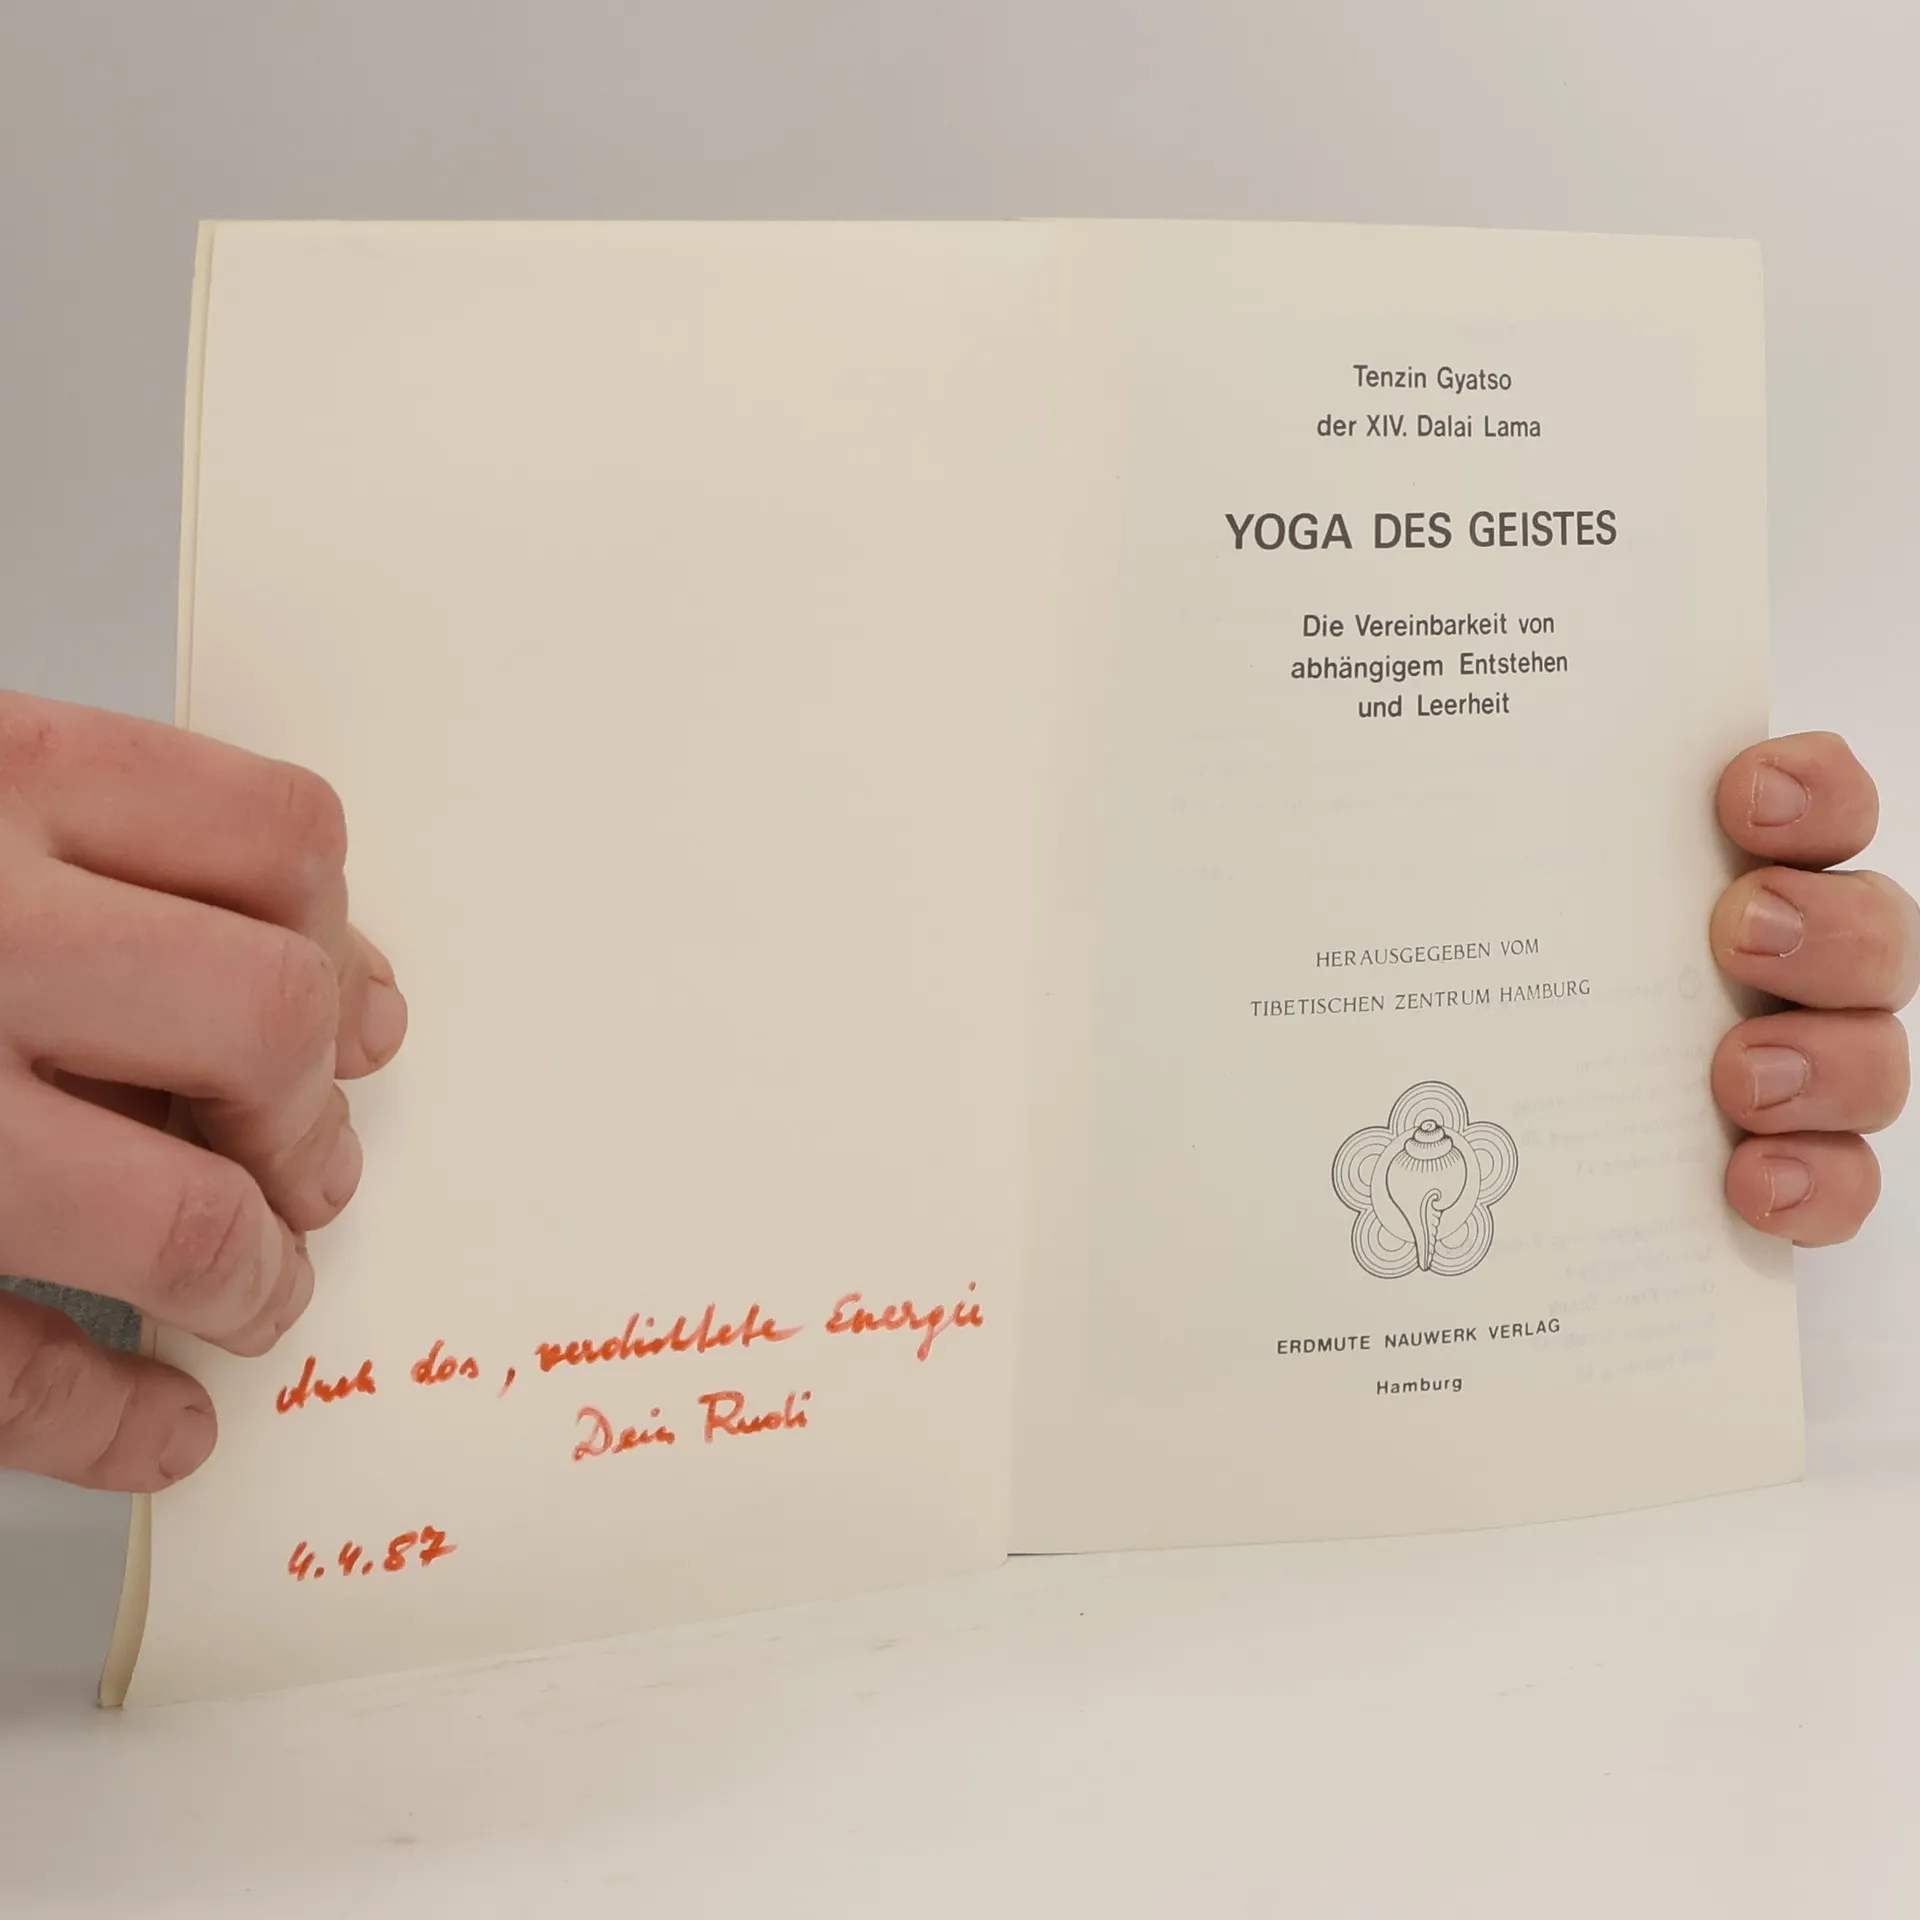 Auch das, verdichtete Energie
Dein Rudi
4.4.87
Tenzin Gyatso
der XIV. Dalai Lama
YOGA DES GEISTES
Die Vereinbarkeit von
abhängigem Entstehen
und Leerheit
HERAUSGEGEBEN VOM
TIBETISCHEN ZENTRUM HAMBURG
ERDMUTE NAUWERK VERLAG
Hamburg